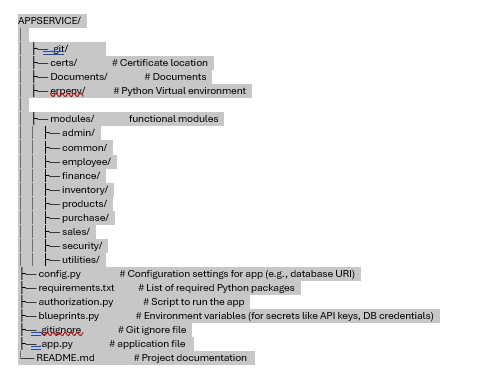 APPSERVICE/
│
│ ├── .git/
│ ├── certs/ # Certificate location
│ ├── Documents/ # Documents
│ ├── erpenv/ # Python Virtual environment
│
│ ├── modules/ functional modules
│ │ ├── admin/
│ │ ├── common/
│ │ ├── employee/
│ │ ├── finance/
│ │ ├── inventory/
│ │ ├── products/
│ │ ├── purchase/
│ │ ├── sales/
│ │ ├── security/
│ │ ├── utilities/
├── config.py # Configuration settings for app (e.g., database URI)
├── requirements.txt # List of required Python packages
├── authorization.py # Script to run the app
├── blueprints.py # Environment variables (for secrets like API keys, DB credentials)
├── .gitignore # Git ignore file
├── app.py # application file
└── README.md # Project documentation